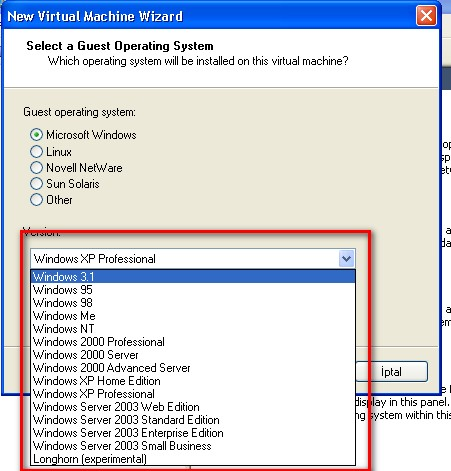 New Virtual Machine Wizard
Select a Guest Operating System
Which operating system will be installed on this virtual machine?
Guest operating system:
Microsoft Windows
Linux
Novell NetWare
Sun Solaris
Other
Version:
Windows XP Professional
Windows 3.1
Windows 95
Windows 98
Windows Me
Windows NT
Windows 2000 Professional
Windows 2000 Server
Windows 2000 Advanced Server
Windows XP Home Edition
Windows XP Professional
Windows Server 2003 Web Edition
Windows Server 2003 Standard Edition
Windows Server 2003 Enterprise Edition
Windows Server 2003 Small Business
Longhorn (experimental)
İptal
display in this panel.
system within this